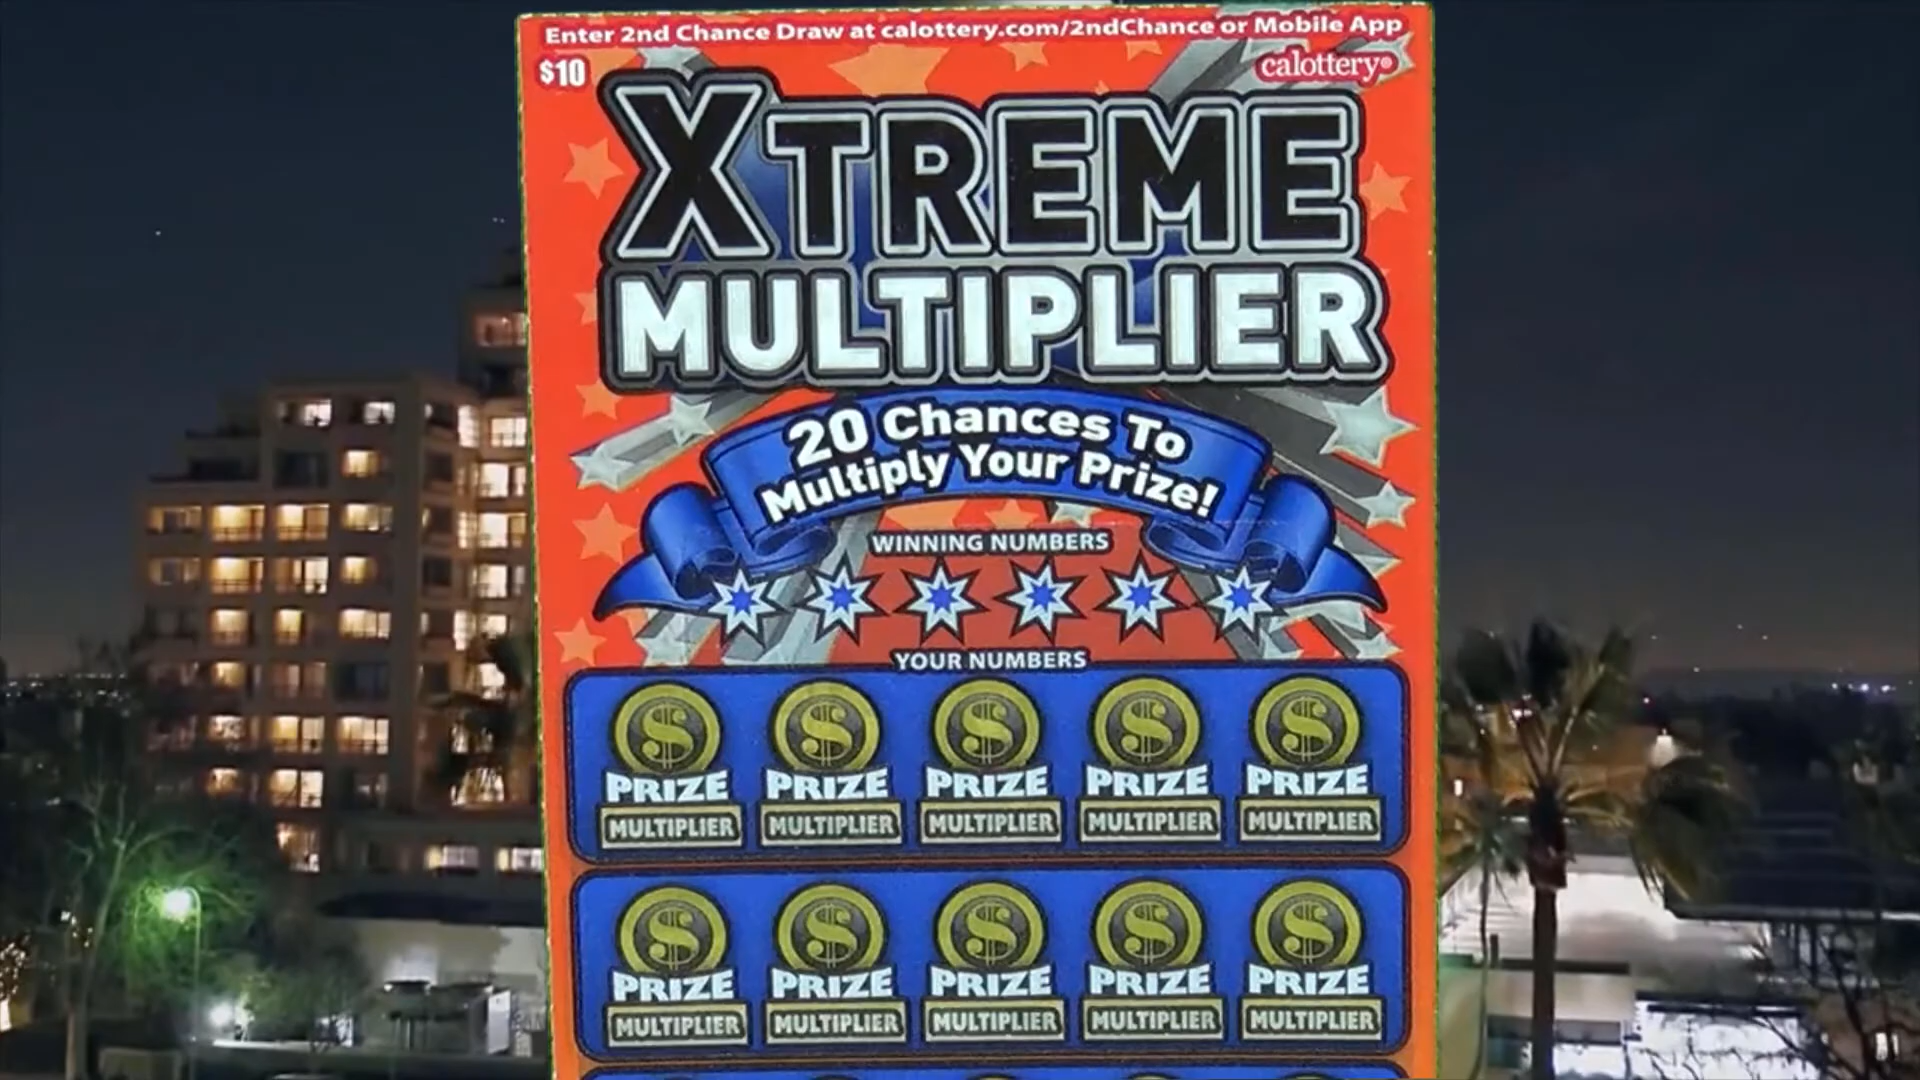 Enter 2nd Chance Draw at calottery.com/2ndChance or Mobile App
$10
calottery®
XTREME
MULTIPLIER
20 Chances To
Multiply Your Prize!
WINNING NUMBERS
YOUR NUMBERS
$ $ $ $ $
PRIZE PRIZE PRIZE PRIZE PRIZE
MULTIPLIER MULTIPLIER MULTIPLIER MULTIPLIER MULTIPLIER
$ $ $ $ $
PRIZE PRIZE PRIZE PRIZE PRIZE
MULTIPLIER MULTIPLIER MULTIPLIER MULTIPLIER MULTIPLIER